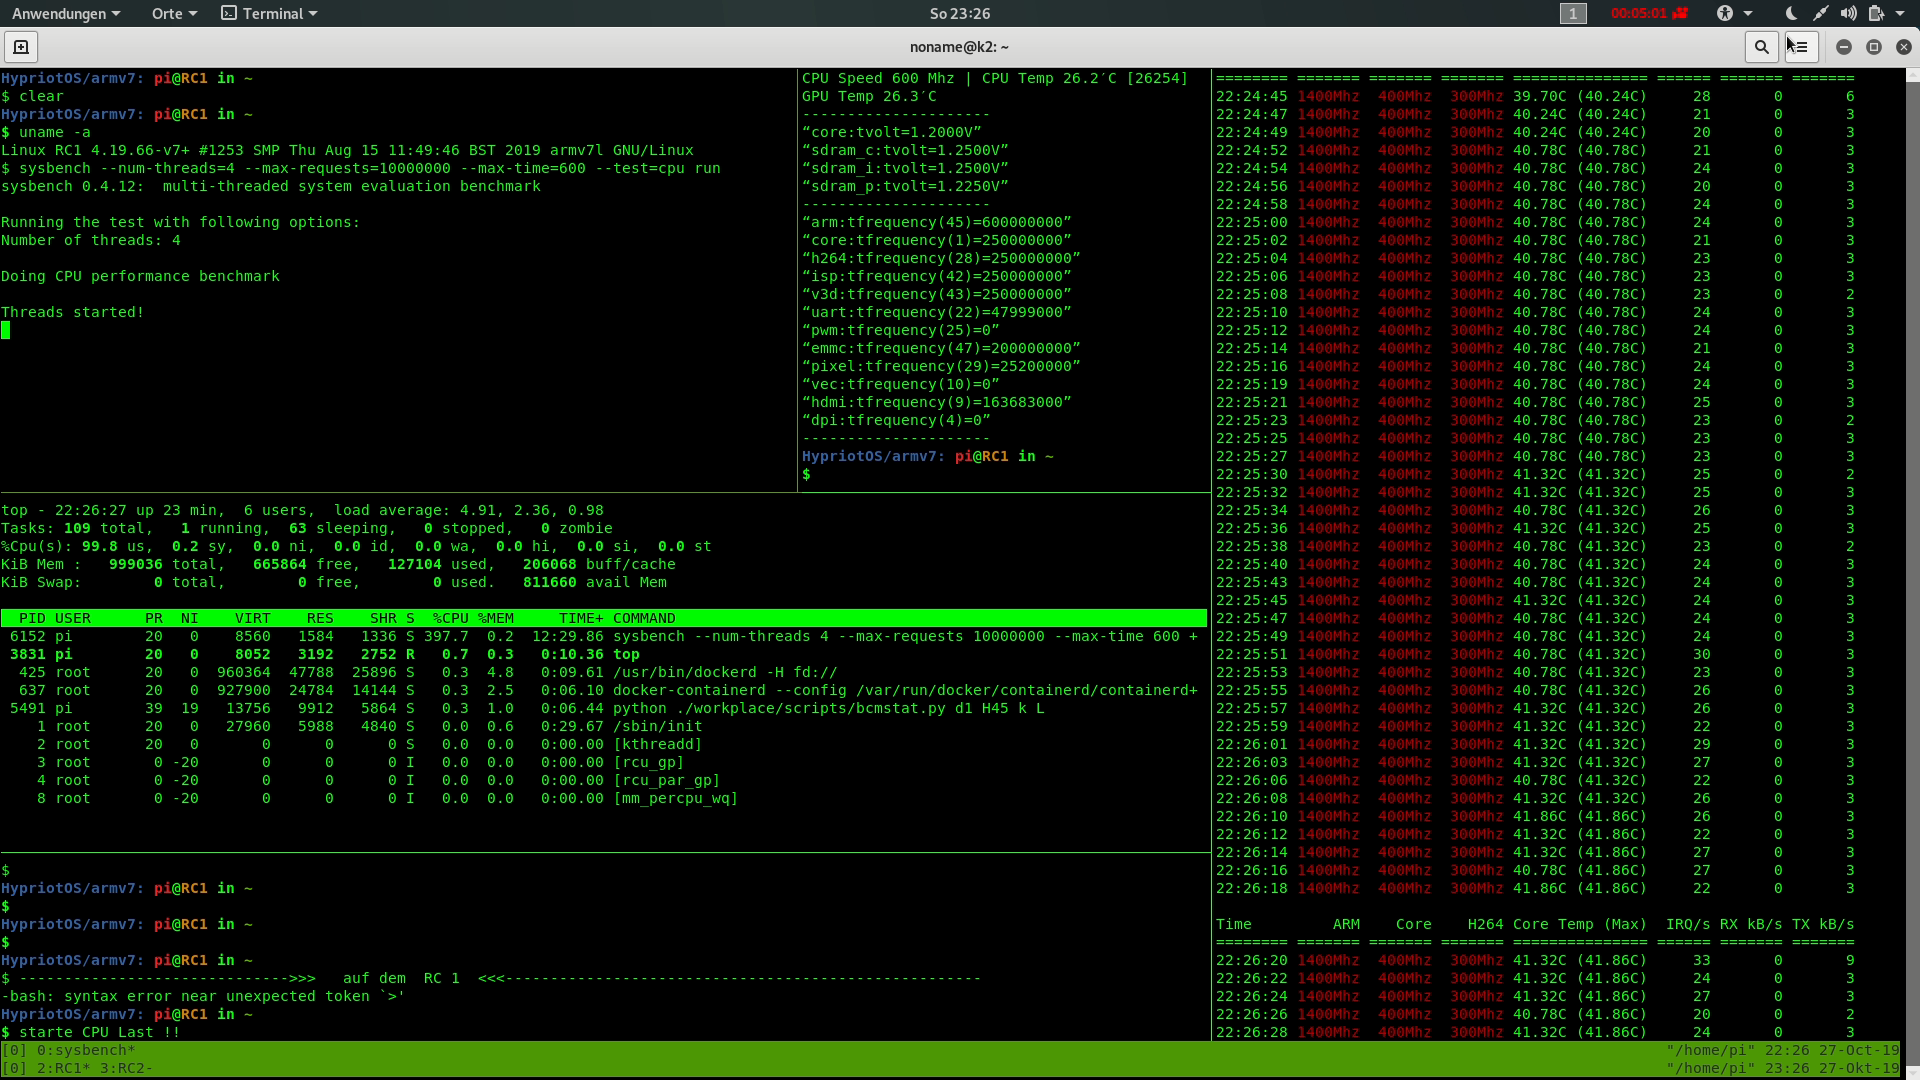 Anwendungen Orte Terminal So 23:26 1 00:05:01
noname@k2: ~
HypriotOS/armv7: pi@RC1 in ~
$ clear
HypriotOS/armv7: pi@RC1 in ~
$ uname -a
Linux RC1 4.19.66-v7+ #1253 SMP Thu Aug 15 11:49:46 BST 2019 armv7l GNU/Linux
$ sysbench --num-threads=4 --max-requests=10000000 --max-time=600 --test=cpu run
sysbench 0.4.12:  multi-threaded system evaluation benchmark
Running the test with following options:
Number of threads: 4
Doing CPU performance benchmark
Threads started!
CPU Speed 600 Mhz | CPU Temp 26.2′C [26254]
GPU Temp 26.3′C
---------------------
“core:tvolt=1.2000V”
“sdram_c:tvolt=1.2500V”
“sdram_i:tvolt=1.2500V”
“sdram_p:tvolt=1.2250V”
---------------------
“arm:tfrequency(45)=600000000”
“core:tfrequency(1)=250000000”
“h264:tfrequency(28)=250000000”
“isp:tfrequency(42)=250000000”
“v3d:tfrequency(43)=250000000”
“uart:tfrequency(22)=47999000”
“pwm:tfrequency(25)=0”
“emmc:tfrequency(47)=200000000”
“pixel:tfrequency(29)=25200000”
“vec:tfrequency(10)=0”
“hdmi:tfrequency(9)=163683000”
“dpi:tfrequency(4)=0”
---------------------
HypriotOS/armv7: pi@RC1 in ~
$
top - 22:26:27 up 23 min,  6 users,  load average: 4.91, 2.36, 0.98
Tasks: 109 total,   1 running,  63 sleeping,   0 stopped,   0 zombie
%Cpu(s): 99.8 us,  0.2 sy,  0.0 ni,  0.0 id,  0.0 wa,  0.0 hi,  0.0 si,  0.0 st
KiB Mem :   999036 total,   665864 free,   127104 used,   206068 buff/cache
KiB Swap:        0 total,        0 free,        0 used.   811660 avail Mem
PID USER PR NI VIRT RES SHR S %CPU %MEM TIME+ COMMAND
6152 pi 20 0 8560 1584 1336 S 397.7 0.2 12:29.86 sysbench --num-threads 4 --max-requests 10000000 --max-time 600 +
3831 pi 20 0 8052 3192 2752 R 0.7 0.3 0:10.36 top
425 root 20 0 960364 47788 25896 S 0.3 4.8 0:09.61 /usr/bin/dockerd -H fd://
637 root 20 0 927900 24784 14144 S 0.3 2.5 0:06.10 docker-containerd --config /var/run/docker/containerd/containerd+
5491 pi 39 19 13756 9912 5864 S 0.3 1.0 0:06.44 python ./workplace/scripts/bcmstat.py d1 H45 k L
1 root 20 0 27960 5988 4840 S 0.0 0.6 0:29.67 /sbin/init
2 root 20 0 0 0 0 S 0.0 0.0 0:00.00 [kthreadd]
3 root 0 -20 0 0 0 I 0.0 0.0 0:00.00 [rcu_gp]
4 root 0 -20 0 0 0 I 0.0 0.0 0:00.00 [rcu_par_gp]
8 root 0 -20 0 0 0 I 0.0 0.0 0:00.00 [mm_percpu_wq]
$
HypriotOS/armv7: pi@RC1 in ~
$
HypriotOS/armv7: pi@RC1 in ~
$
HypriotOS/armv7: pi@RC1 in ~
$ ------------------------------>>>   auf dem  RC 1  <<<-----------------------------------------------------
-bash: syntax error near unexpected token `>'
HypriotOS/armv7: pi@RC1 in ~
$ starte CPU Last !!
======== ======= ======= ======= =============== ====== ======= =======
22:24:45 1400Mhz 400Mhz 300Mhz 39.70C (40.24C) 28 0 6
22:24:47 1400Mhz 400Mhz 300Mhz 40.24C (40.24C) 21 0 3
22:24:49 1400Mhz 400Mhz 300Mhz 40.24C (40.24C) 20 0 3
22:24:52 1400Mhz 400Mhz 300Mhz 40.78C (40.78C) 21 0 3
22:24:54 1400Mhz 400Mhz 300Mhz 40.78C (40.78C) 24 0 3
22:24:56 1400Mhz 400Mhz 300Mhz 40.78C (40.78C) 20 0 3
22:24:58 1400Mhz 400Mhz 300Mhz 40.78C (40.78C) 24 0 3
22:25:00 1400Mhz 400Mhz 300Mhz 40.78C (40.78C) 24 0 3
22:25:02 1400Mhz 400Mhz 300Mhz 40.78C (40.78C) 21 0 3
22:25:04 1400Mhz 400Mhz 300Mhz 40.78C (40.78C) 23 0 3
22:25:06 1400Mhz 400Mhz 300Mhz 40.78C (40.78C) 23 0 3
22:25:08 1400Mhz 400Mhz 300Mhz 40.78C (40.78C) 23 0 2
22:25:10 1400Mhz 400Mhz 300Mhz 40.78C (40.78C) 24 0 3
22:25:12 1400Mhz 400Mhz 300Mhz 40.78C (40.78C) 24 0 3
22:25:14 1400Mhz 400Mhz 300Mhz 40.78C (40.78C) 21 0 3
22:25:16 1400Mhz 400Mhz 300Mhz 40.78C (40.78C) 24 0 3
22:25:19 1400Mhz 400Mhz 300Mhz 40.78C (40.78C) 24 0 3
22:25:21 1400Mhz 400Mhz 300Mhz 40.78C (40.78C) 25 0 3
22:25:23 1400Mhz 400Mhz 300Mhz 40.78C (40.78C) 23 0 2
22:25:25 1400Mhz 400Mhz 300Mhz 40.78C (40.78C) 23 0 3
22:25:27 1400Mhz 400Mhz 300Mhz 40.78C (40.78C) 23 0 3
22:25:30 1400Mhz 400Mhz 300Mhz 41.32C (41.32C) 25 0 2
22:25:32 1400Mhz 400Mhz 300Mhz 41.32C (41.32C) 25 0 3
22:25:34 1400Mhz 400Mhz 300Mhz 40.78C (41.32C) 26 0 3
22:25:36 1400Mhz 400Mhz 300Mhz 41.32C (41.32C) 25 0 3
22:25:38 1400Mhz 400Mhz 300Mhz 40.78C (41.32C) 23 0 2
22:25:40 1400Mhz 400Mhz 300Mhz 40.78C (41.32C) 24 0 3
22:25:43 1400Mhz 400Mhz 300Mhz 40.78C (41.32C) 24 0 3
22:25:45 1400Mhz 400Mhz 300Mhz 41.32C (41.32C) 24 0 3
22:25:47 1400Mhz 400Mhz 300Mhz 40.78C (41.32C) 24 0 3
22:25:49 1400Mhz 400Mhz 300Mhz 41.32C (41.32C) 24 0 3
22:25:51 1400Mhz 400Mhz 300Mhz 40.78C (41.32C) 30 0 3
22:25:53 1400Mhz 400Mhz 300Mhz 40.78C (41.32C) 23 0 3
22:25:55 1400Mhz 400Mhz 300Mhz 40.78C (41.32C) 26 0 3
22:25:57 1400Mhz 400Mhz 300Mhz 41.32C (41.32C) 26 0 3
22:25:59 1400Mhz 400Mhz 300Mhz 41.32C (41.32C) 22 0 3
22:26:01 1400Mhz 400Mhz 300Mhz 41.32C (41.32C) 29 0 3
22:26:03 1400Mhz 400Mhz 300Mhz 41.32C (41.32C) 27 0 3
22:26:06 1400Mhz 400Mhz 300Mhz 40.78C (41.32C) 22 0 3
22:26:08 1400Mhz 400Mhz 300Mhz 41.32C (41.32C) 26 0 3
22:26:10 1400Mhz 400Mhz 300Mhz 41.86C (41.86C) 26 0 3
22:26:12 1400Mhz 400Mhz 300Mhz 41.32C (41.86C) 22 0 3
22:26:14 1400Mhz 400Mhz 300Mhz 41.32C (41.86C) 27 0 3
22:26:16 1400Mhz 400Mhz 300Mhz 40.78C (41.86C) 27 0 3
22:26:18 1400Mhz 400Mhz 300Mhz 41.86C (41.86C) 22 0 3
Time ARM Core H264 Core Temp (Max) IRQ/s RX kB/s TX kB/s
======== ======= ======= ======= =============== ====== ======= =======
22:26:20 1400Mhz 400Mhz 300Mhz 41.32C (41.86C) 33 0 9
22:26:22 1400Mhz 400Mhz 300Mhz 41.32C (41.86C) 24 0 3
22:26:24 1400Mhz 400Mhz 300Mhz 41.32C (41.86C) 27 0 3
22:26:26 1400Mhz 400Mhz 300Mhz 40.78C (41.86C) 20 0 2
22:26:28 1400Mhz 400Mhz 300Mhz 41.32C (41.86C) 24 0 3
[0] 0:sysbench* "/home/pi" 22:26 27-Oct-19
[0] 2:RC1* 3:RC2- "/home/pi" 23:26 27-Okt-19